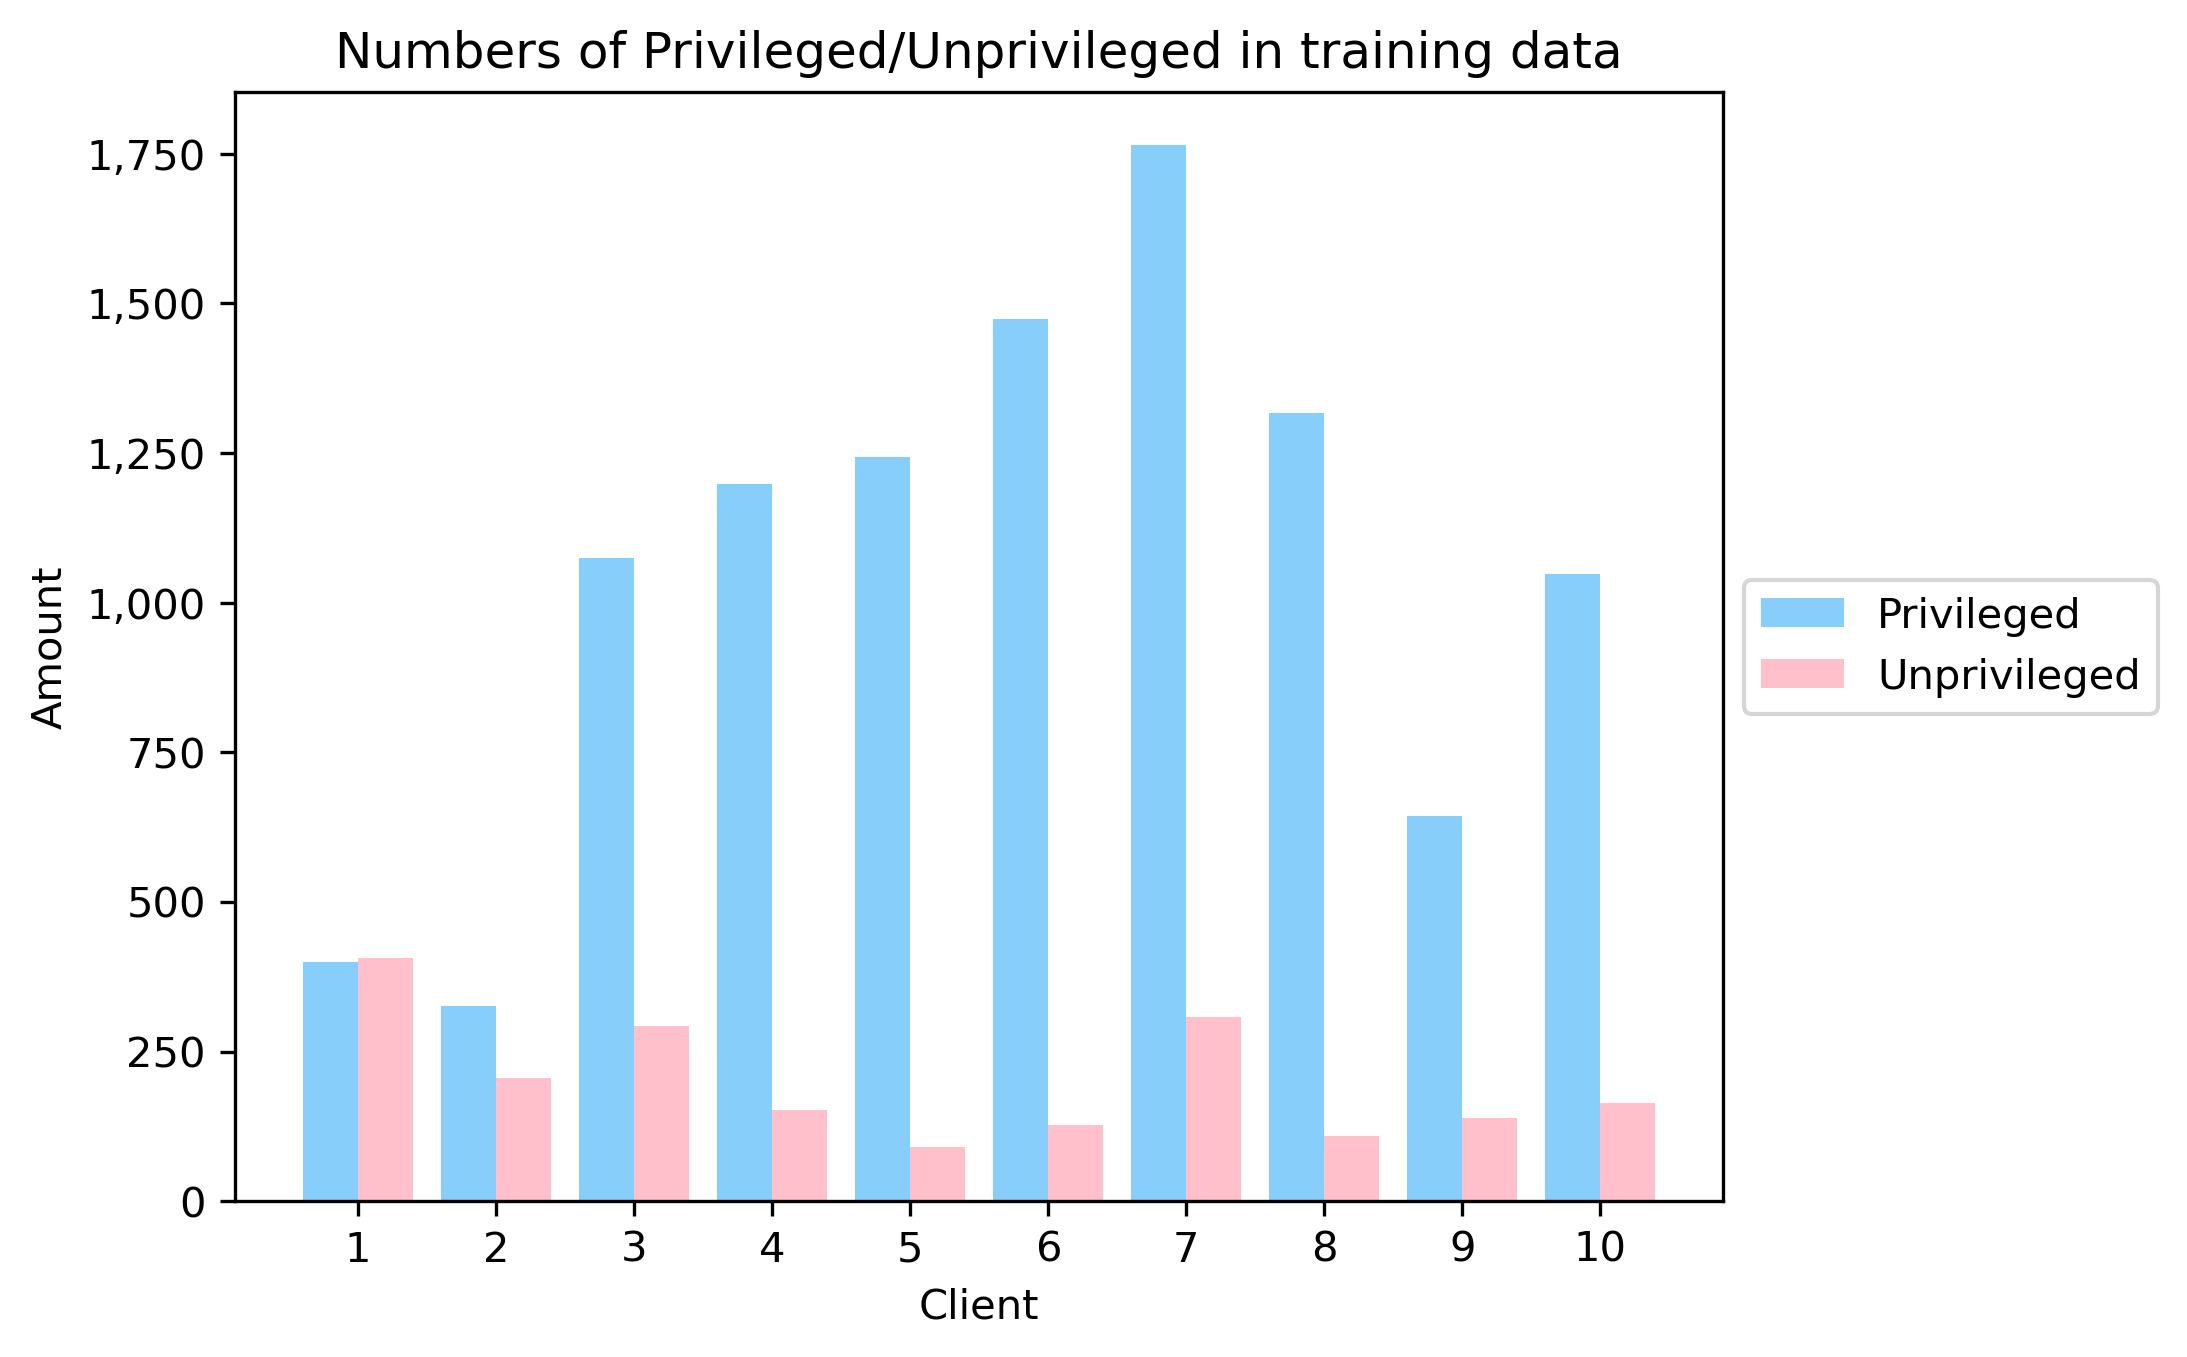 Numbers of Privileged/Unprivileged in training data
1,750
1,500
1,250
1,000
750
500
250
0
Amount
1 2 3 4 5 6 7 8 9 10
Client
Privileged
Unprivileged